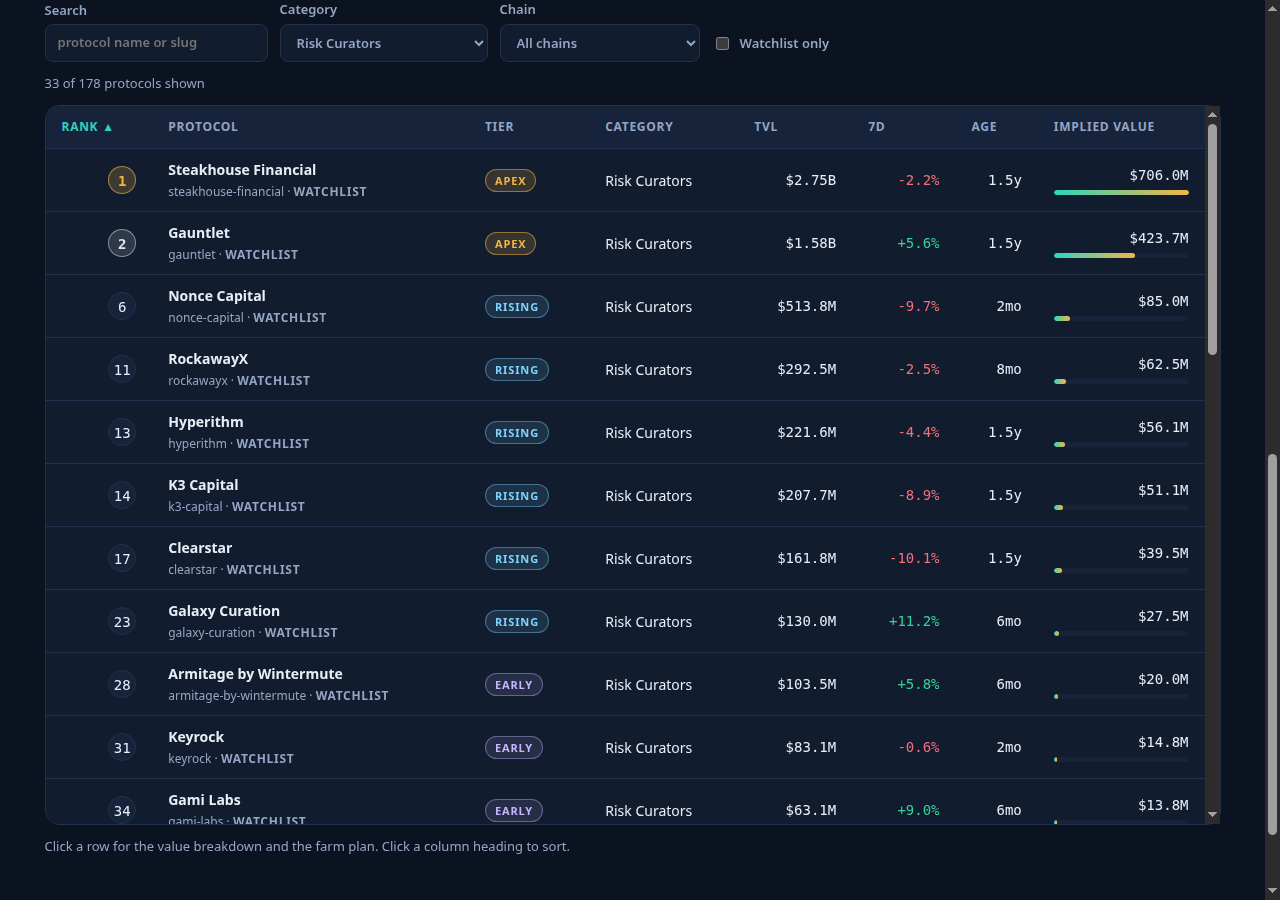 Search
Category
Chain
protocol name or slug
Risk Curators
All chains
Watchlist only
33 of 178 protocols shown
RANK ▲ PROTOCOL TIER CATEGORY TVL 7D AGE IMPLIED VALUE
1 Steakhouse Financial APEX Risk Curators $2.75B -2.2% 1.5y $706.0M
steakhouse-financial · WATCHLIST
2 Gauntlet APEX Risk Curators $1.58B +5.6% 1.5y $423.7M
gauntlet · WATCHLIST
6 Nonce Capital RISING Risk Curators $513.8M -9.7% 2mo $85.0M
nonce-capital · WATCHLIST
11 RockawayX RISING Risk Curators $292.5M -2.5% 8mo $62.5M
rockawayx · WATCHLIST
13 Hyperithm RISING Risk Curators $221.6M -4.4% 1.5y $56.1M
hyperithm · WATCHLIST
14 K3 Capital RISING Risk Curators $207.7M -8.9% 1.5y $51.1M
k3-capital · WATCHLIST
17 Clearstar RISING Risk Curators $161.8M -10.1% 1.5y $39.5M
clearstar · WATCHLIST
23 Galaxy Curation RISING Risk Curators $130.0M +11.2% 6mo $27.5M
galaxy-curation · WATCHLIST
28 Armitage by Wintermute EARLY Risk Curators $103.5M +5.8% 6mo $20.0M
armitage-by-wintermute · WATCHLIST
31 Keyrock EARLY Risk Curators $83.1M -0.6% 2mo $14.8M
keyrock · WATCHLIST
34 Gami Labs EARLY Risk Curators $63.1M +9.0% 6mo $13.8M
gami-labs · WATCHLIST
Click a row for the value breakdown and the farm plan. Click a column heading to sort.